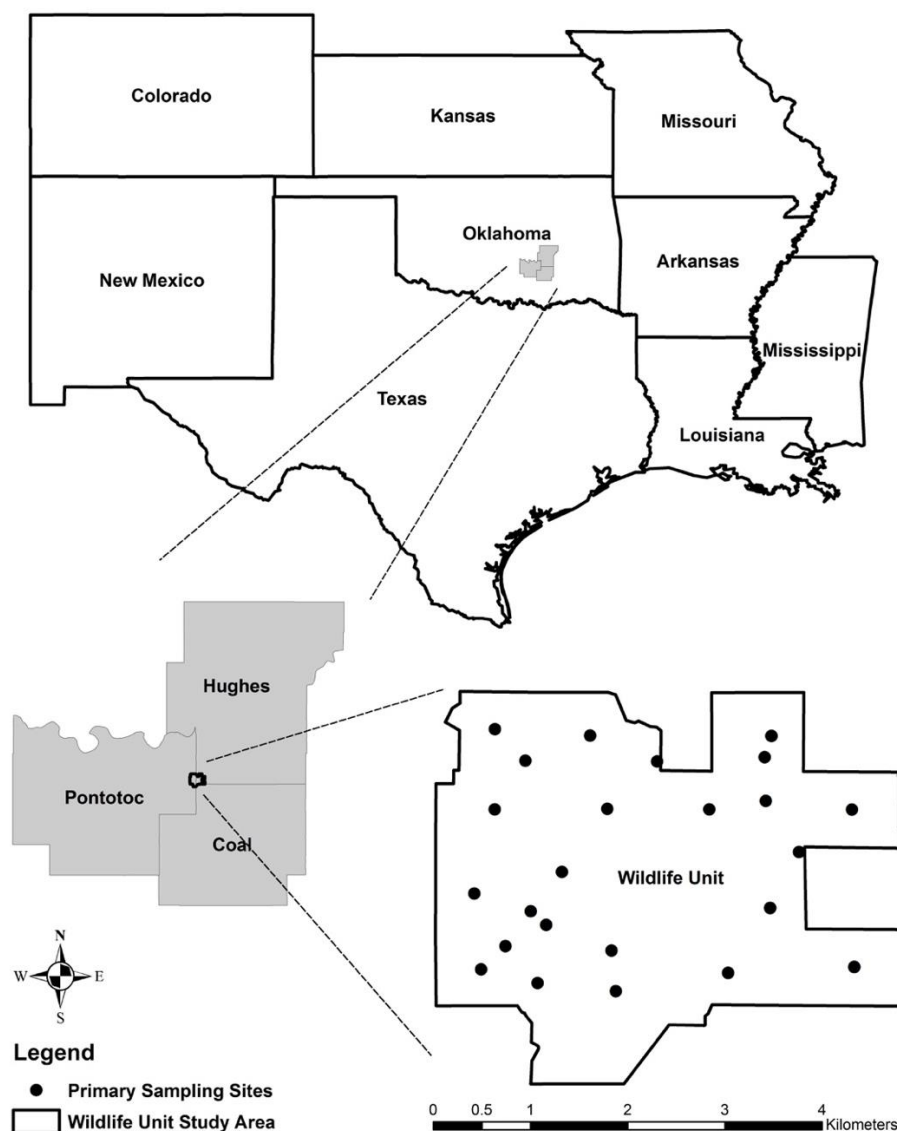 Colorado
Kansas
Missouri
Oklahoma
New Mexico
Arkansas
Mississippi
Texas
Louisiana
Hughes
Pontotoc
Coal
Wildlife Unit
N
W E
S
Legend
Primary Sampling Sites
Wildlife Unit Study Area
0 0.5 1 2 3 4
Kilometers